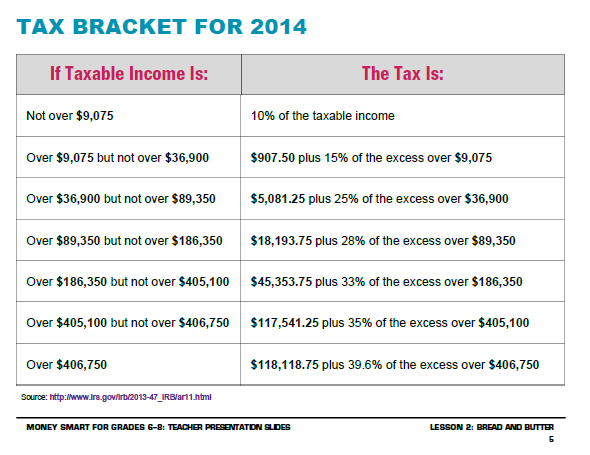 TAX BRACKET FOR 2014
If Taxable Income Is: The Tax Is:
Not over $9,075 10% of the taxable income
Over $9,075 but not over $36,900 $907.50 plus 15% of the excess over $9,075
Over $36,900 but not over $89,350 $5,081.25 plus 25% of the excess over $36,900
Over $89,350 but not over $186,350 $18,193.75 plus 28% of the excess over $89,350
Over $186,350 but not over $405,100 $45,353.75 plus 33% of the excess over $186,350
Over $405,100 but not over $406,750 $117,541.25 plus 35% of the excess over $405,100
Over $406,750 $118,118.75 plus 39.6% of the excess over $406,750
Source: http://www.irs.gov/irb/2013-47_IRB/ar11.html
MONEY SMART FOR GRADES 6–8: TEACHER PRESENTATION SLIDES LESSON 2: BREAD AND BUTTER
5